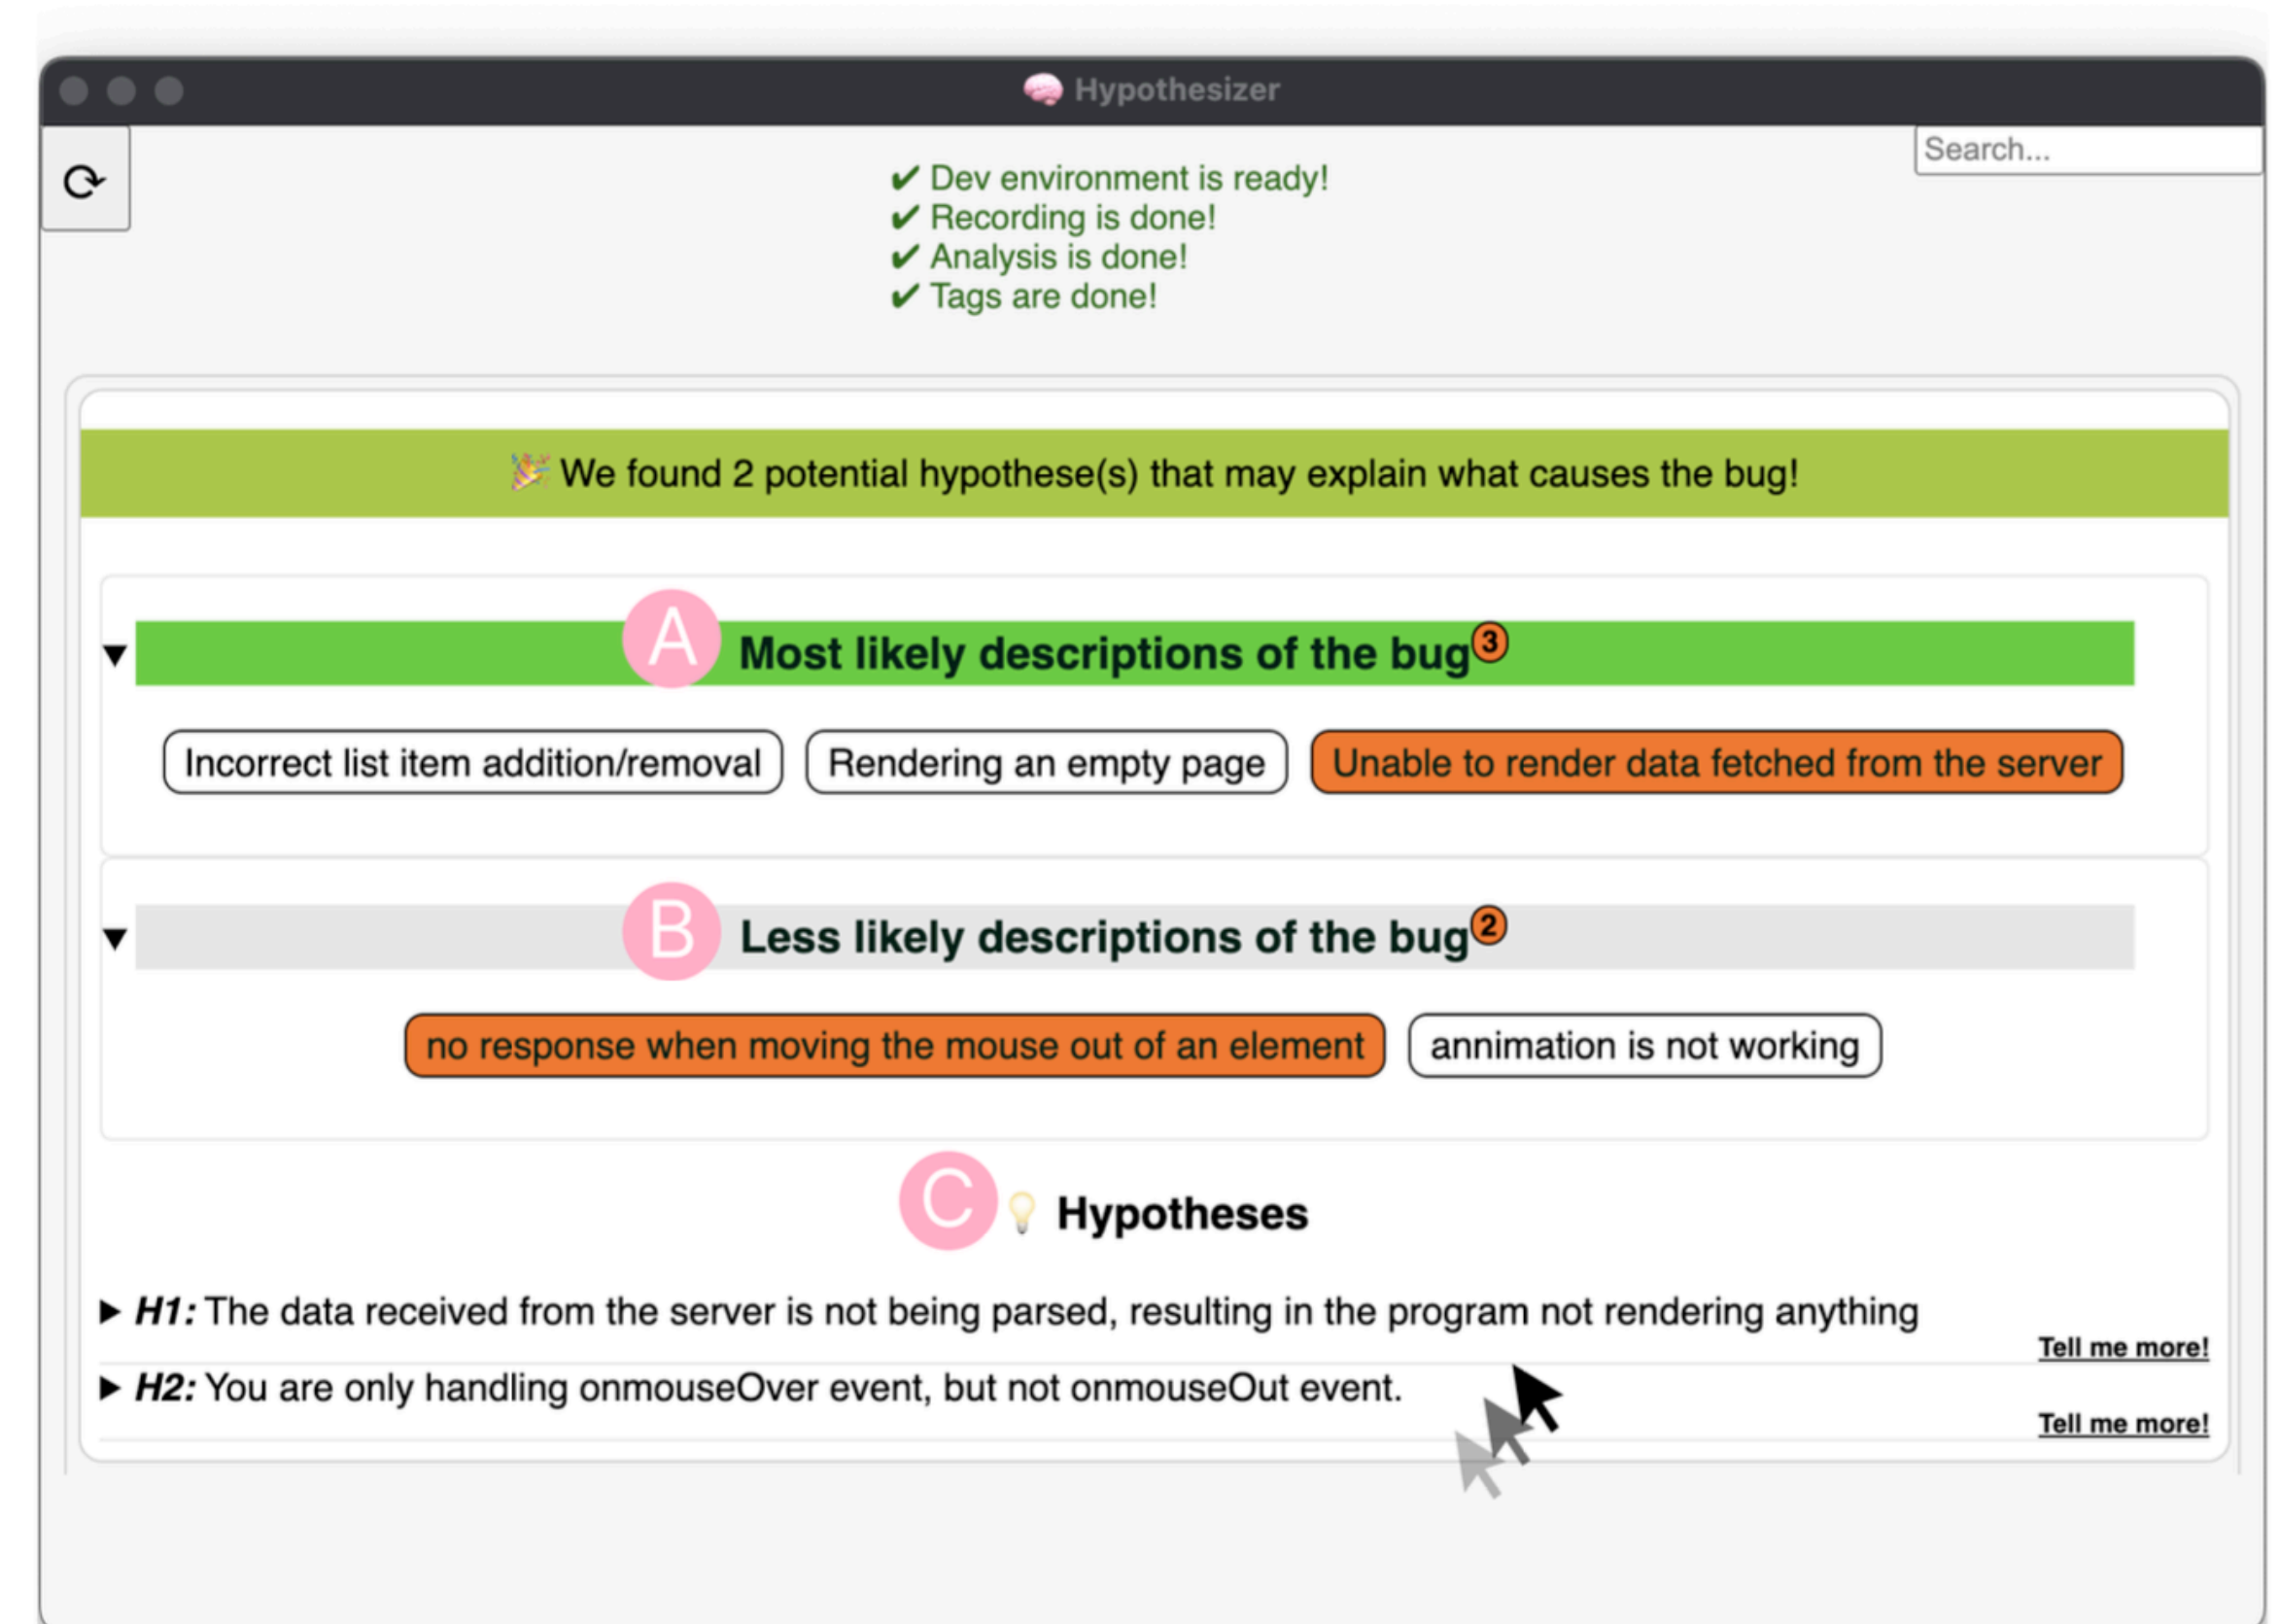 🧠 Hypothesizer
⟳
Search...
✔ Dev environment is ready!
✔ Recording is done!
✔ Analysis is done!
✔ Tags are done!
🎉 We found 2 potential hypothese(s) that may explain what causes the bug!
▼ A Most likely descriptions of the bug 3
Incorrect list item addition/removal Rendering an empty page Unable to render data fetched from the server
▼ B Less likely descriptions of the bug 2
no response when moving the mouse out of an element annimation is not working
C 💡 Hypotheses
▶ H1: The data received from the server is not being parsed, resulting in the program not rendering anything
Tell me more!
▶ H2: You are only handling onmouseOver event, but not onmouseOut event.
Tell me more!